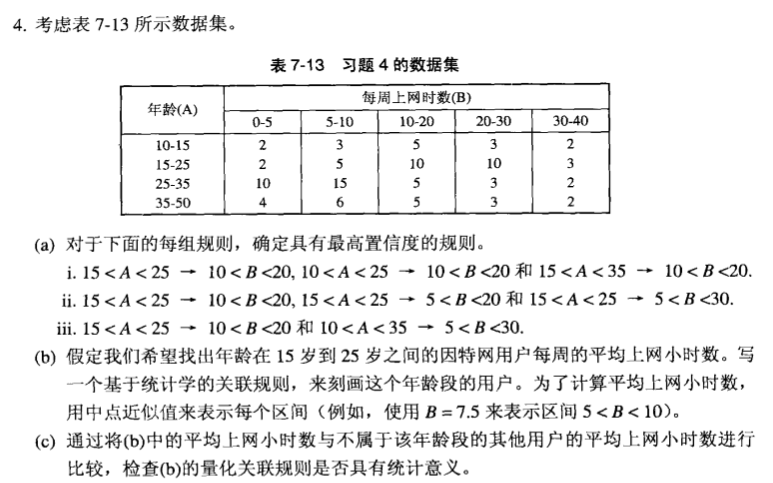 4. 考虑表 7-13 所示数据集。
表 7-13 习题 4 的数据集
年龄(A) 每周上网时数(B)
0-5 5-10 10-20 20-30 30-40
10-15 2 3 5 3 2
15-25 2 5 10 10 3
25-35 10 15 5 3 2
35-50 4 6 5 3 2
(a) 对于下面的每组规则，确定具有最高置信度的规则。
i. 15 < A < 25 → 10 < B <20, 10 < A < 25 → 10 < B <20 和 15 < A < 35 → 10 < B <20.
ii. 15 < A < 25 → 10 < B <20, 15 < A < 25 → 5 < B <20 和 15 < A < 25 → 5 < B <30.
iii. 15 < A < 25 → 10 < B <20 和 10 < A < 35 → 5 < B <30.
(b) 假定我们希望找出年龄在 15 岁到 25 岁之间的因特网用户每周的平均上网小时数。写
一个基于统计学的关联规则，来刻画这个年龄段的用户。为了计算平均上网小时数，
用中点近似值来表示每个区间（例如，使用 B = 7.5 来表示区间 5 < B < 10）。
(c) 通过将(b)中的平均上网小时数与不属于该年龄段的其他用户的平均上网小时数进行
比较，检查(b)的量化关联规则是否具有统计意义。